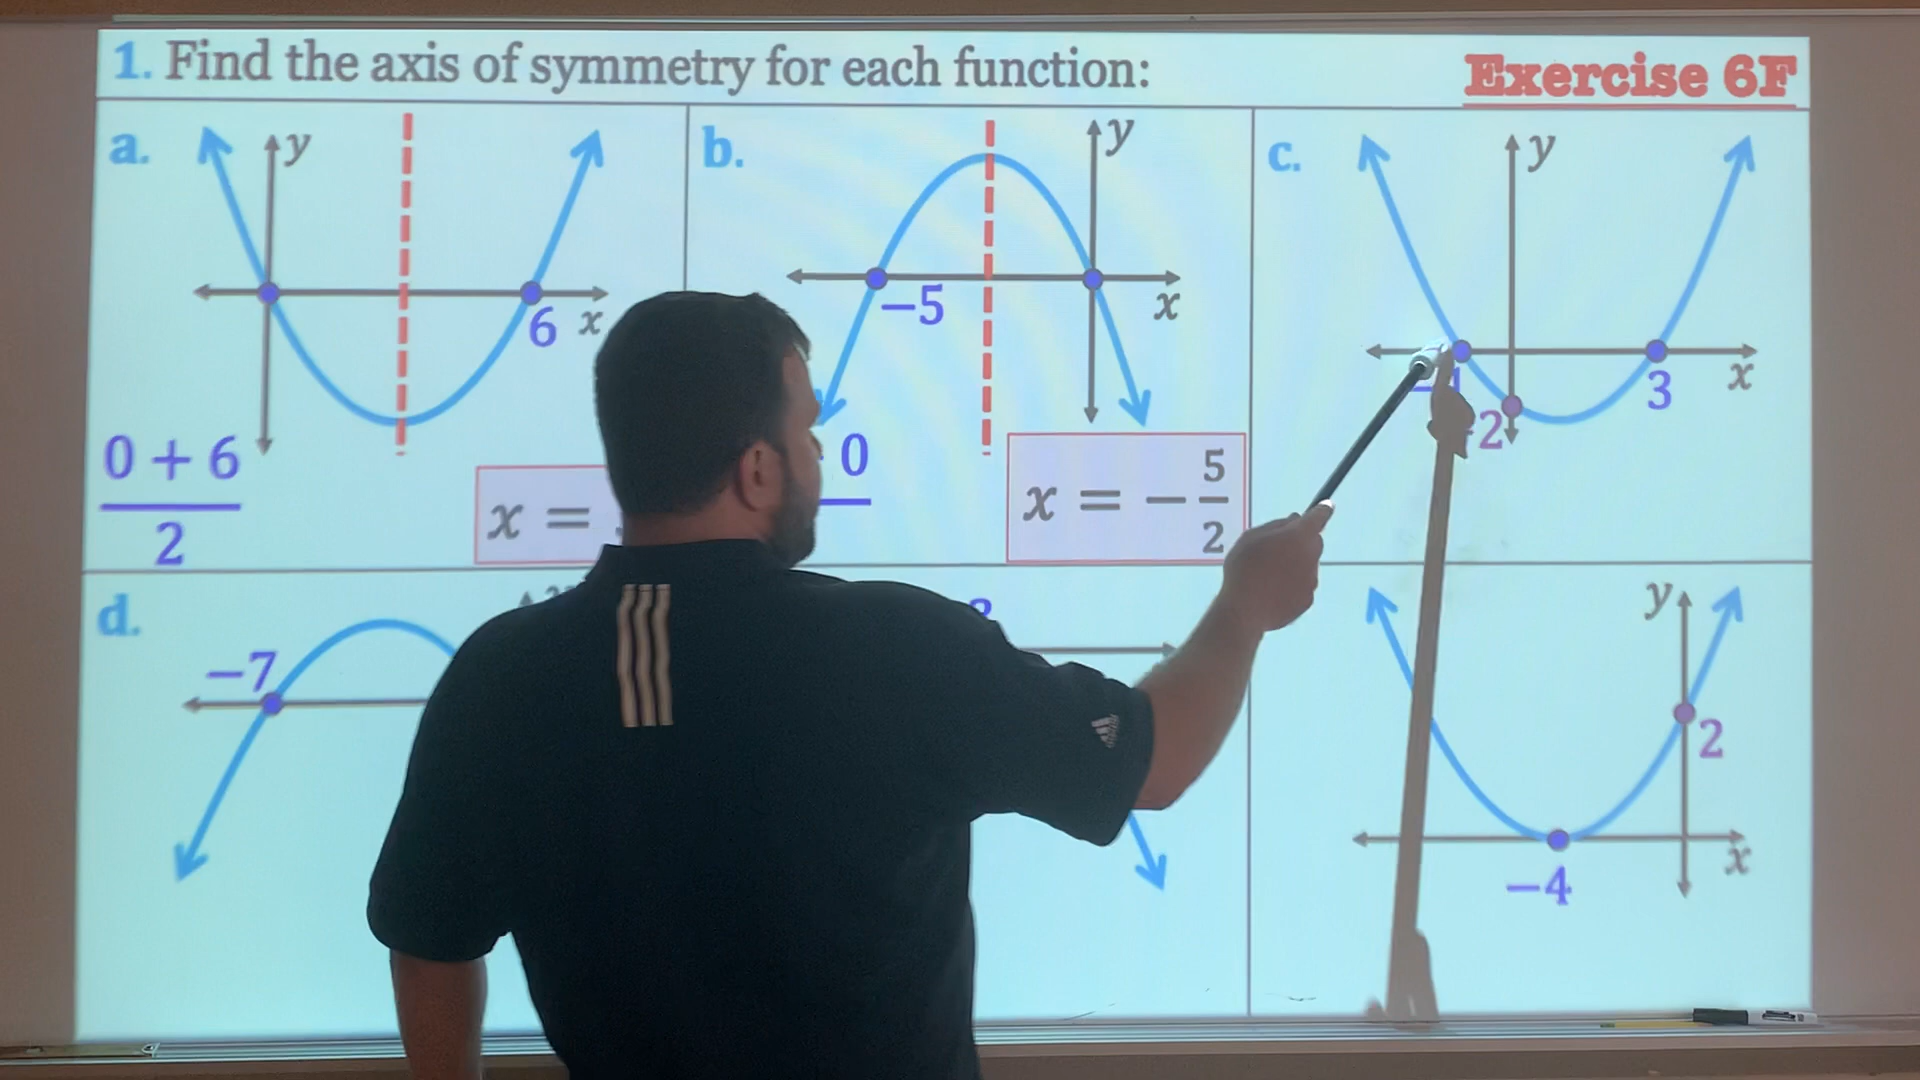 1. Find the axis of symmetry for each function:
Exercise 6F
a.
y
6
x
0 + 6
2
x =
b.
y
−5
x
0
x = −5/2
c.
y
3
x
2
d.
−7
y
2
x
−4